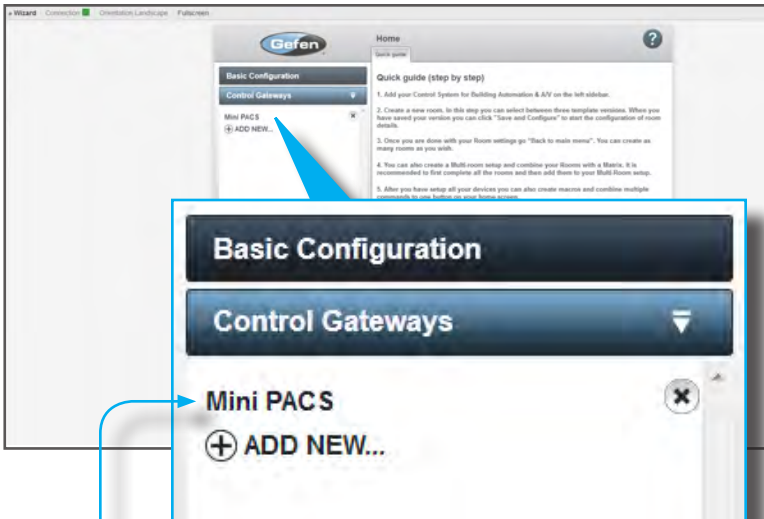 » Wizard Connection Orientation Landscape Fullscreen
Gefen
Home
?
Quick guide
Basic Configuration
Control Gateways
Mini PACS
ADD NEW...
Quick guide (step by step)
1. Add your Control System for Building Automation & A/V on the left sidebar.
2. Create a new room. In this step you can select between three template versions. When you
have saved your version you can click "Save and Configure" to start the configuration of room
details.
3. Once you are done with your Room settings go "Back to main menu". You can create as
many rooms as you wish.
4. You can also create a Multi-room setup and combine your Rooms with a Matrix. It is
recommended to first complete all the rooms and then add them to your Multi-Room setup.
5. After you have setup all your devices you can also create macros and combine multiple
commands to one button on your home screen.
Basic Configuration
Control Gateways
Mini PACS
ADD NEW...